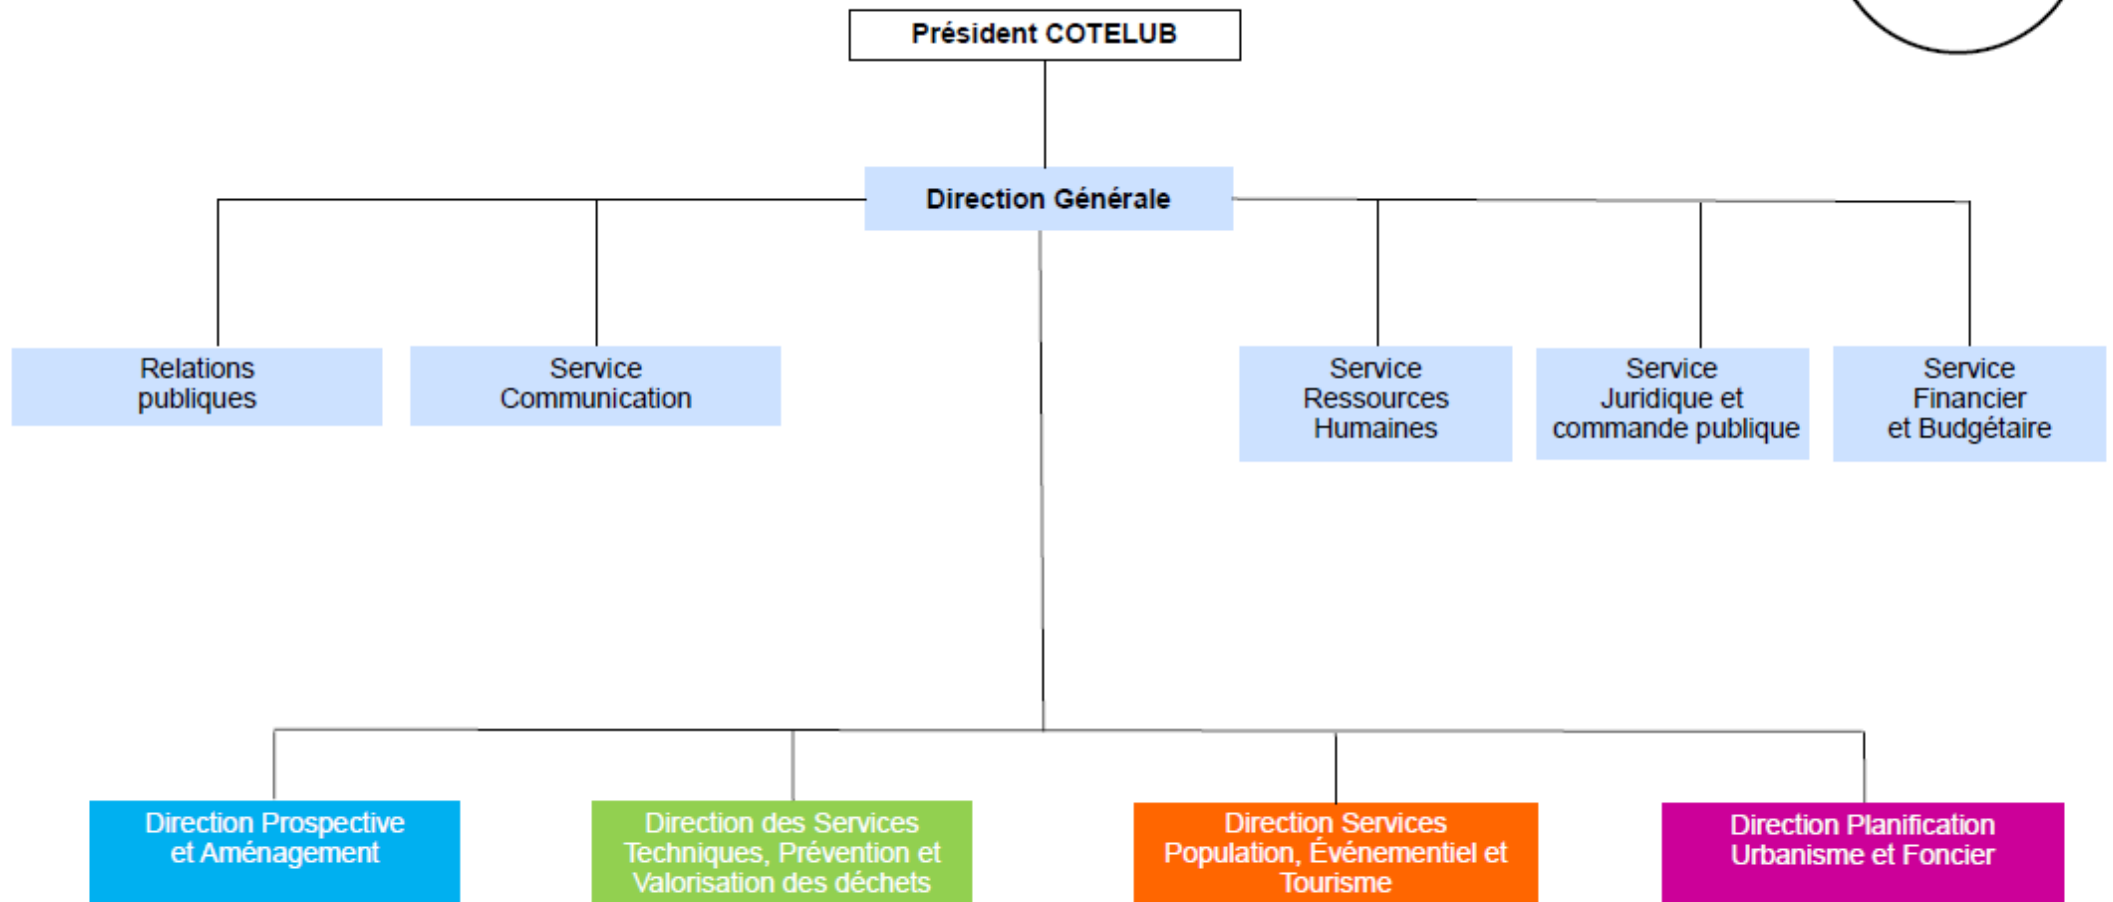 Président COTELUB
Direction Générale
Relations
publiques
Service
Communication
Service
Ressources
Humaines
Service
Juridique et
commande publique
Service
Financier
et Budgétaire
Direction Prospective
et Aménagement
Direction des Services
Techniques, Prévention et
Valorisation des déchets
Direction Services
Population, Événementiel et
Tourisme
Direction Planification
Urbanisme et Foncier